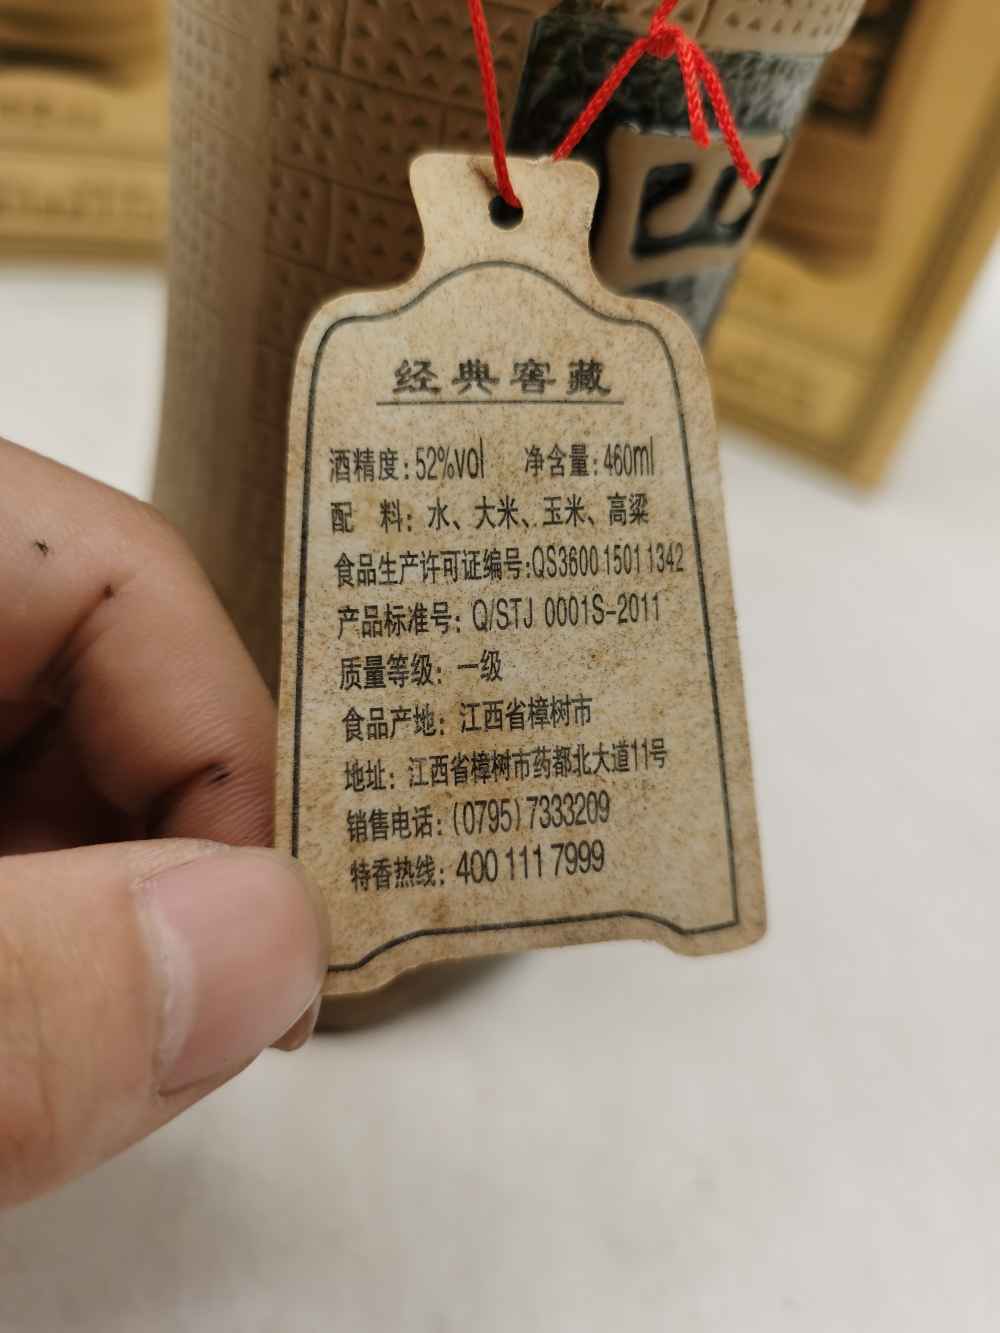 经典窖藏
酒精度:52%vol 净含量:460ml
配 料: 水、大米、玉米、高粱
食品生产许可证编号:QS3600 1501 1342
产品标准号: Q/STJ 0001S-2011
质量等级: 一级
食品产地: 江西省樟树市
地址: 江西省樟树市药都北大道11号
销售电话: (0795) 7333209
特香热线: 400 111 7999